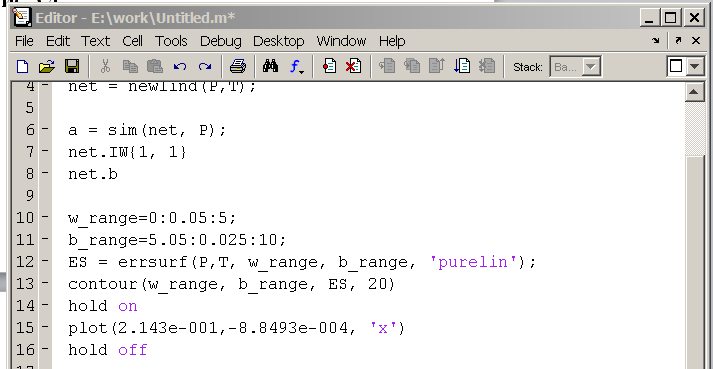 Editor - E:\work\Untitled.m*
File Edit Text Cell Tools Debug Desktop Window Help
Stack: Ba...
4 - net = newlind(P,T);
5
6 - a = sim(net, P);
7 - net.IW{1, 1}
8 - net.b
9
10 - w_range=0:0.05:5;
11 - b_range=5.05:0.025:10;
12 - ES = errsurf(P,T, w_range, b_range, 'purelin');
13 - contour(w_range, b_range, ES, 20)
14 - hold on
15 - plot(2.143e-001,-8.8493e-004, 'x')
16 - hold off